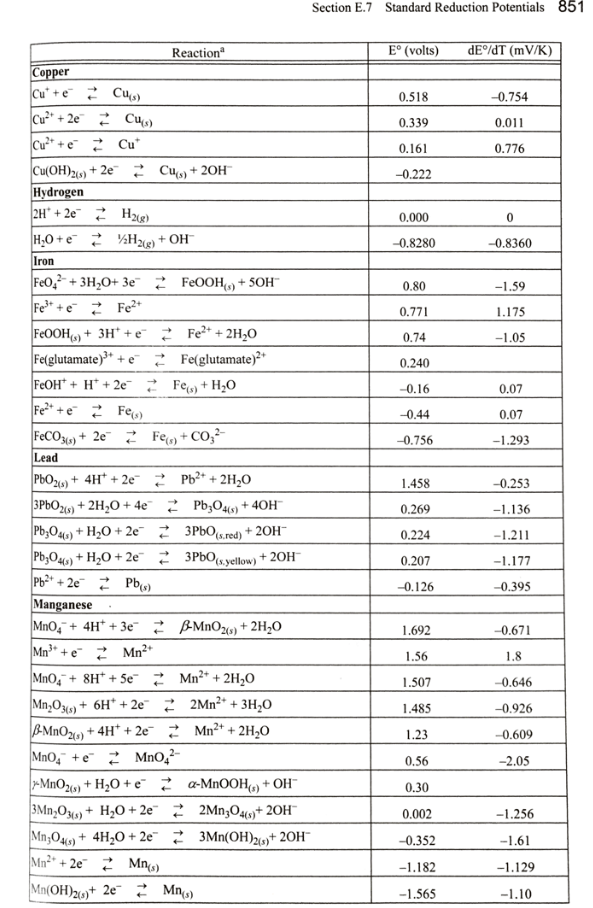 Section E.7 Standard Reduction Potentials 851
Reactionᵃ E° (volts) dE°/dT (mV/K)
Copper
Cu⁺ + e⁻ ⇄ Cu₍s₎ 0.518 −0.754
Cu²⁺ + 2e⁻ ⇄ Cu₍s₎ 0.339 0.011
Cu²⁺ + e⁻ ⇄ Cu⁺ 0.161 0.776
Cu(OH)₂₍s₎ + 2e⁻ ⇄ Cu₍s₎ + 2OH⁻ −0.222
Hydrogen
2H⁺ + 2e⁻ ⇄ H₂₍g₎ 0.000 0
H₂O + e⁻ ⇄ ½H₂₍g₎ + OH⁻ −0.8280 −0.8360
Iron
FeO₄²⁻ + 3H₂O+ 3e⁻ ⇄ FeOOH₍s₎ + 5OH⁻ 0.80 −1.59
Fe³⁺ + e⁻ ⇄ Fe²⁺ 0.771 1.175
FeOOH₍s₎ + 3H⁺ + e⁻ ⇄ Fe²⁺ + 2H₂O 0.74 −1.05
Fe(glutamate)³⁺ + e⁻ ⇄ Fe(glutamate)²⁺ 0.240
FeOH⁺ + H⁺ + 2e⁻ ⇄ Fe₍s₎ + H₂O −0.16 0.07
Fe²⁺ + e⁻ ⇄ Fe₍s₎ −0.44 0.07
FeCO₃₍s₎ + 2e⁻ ⇄ Fe₍s₎ + CO₃²⁻ −0.756 −1.293
Lead
PbO₂₍s₎ + 4H⁺ + 2e⁻ ⇄ Pb²⁺ + 2H₂O 1.458 −0.253
3PbO₂₍s₎ + 2H₂O + 4e⁻ ⇄ Pb₃O₄₍s₎ + 4OH⁻ 0.269 −1.136
Pb₃O₄₍s₎ + H₂O + 2e⁻ ⇄ 3PbO₍s,red₎ + 2OH⁻ 0.224 −1.211
Pb₃O₄₍s₎ + H₂O + 2e⁻ ⇄ 3PbO₍s,yellow₎ + 2OH⁻ 0.207 −1.177
Pb²⁺ + 2e⁻ ⇄ Pb₍s₎ −0.126 −0.395
Manganese
MnO₄⁻ + 4H⁺ + 3e⁻ ⇄ β-MnO₂₍s₎ + 2H₂O 1.692 −0.671
Mn³⁺ + e⁻ ⇄ Mn²⁺ 1.56 1.8
MnO₄⁻ + 8H⁺ + 5e⁻ ⇄ Mn²⁺ + 2H₂O 1.507 −0.646
Mn₂O₃₍s₎ + 6H⁺ + 2e⁻ ⇄ 2Mn²⁺ + 3H₂O 1.485 −0.926
β-MnO₂₍s₎ + 4H⁺ + 2e⁻ ⇄ Mn²⁺ + 2H₂O 1.23 −0.609
MnO₄⁻ + e⁻ ⇄ MnO₄²⁻ 0.56 −2.05
γ-MnO₂₍s₎ + H₂O + e⁻ ⇄ α-MnOOH₍s₎ + OH⁻ 0.30
3Mn₂O₃₍s₎ + H₂O + 2e⁻ ⇄ 2Mn₃O₄₍s₎+ 2OH⁻ 0.002 −1.256
Mn₃O₄₍s₎ + 4H₂O + 2e⁻ ⇄ 3Mn(OH)₂₍s₎+ 2OH⁻ −0.352 −1.61
Mn²⁺ + 2e⁻ ⇄ Mn₍s₎ −1.182 −1.129
Mn(OH)₂₍s₎+ 2e⁻ ⇄ Mn₍s₎ −1.565 −1.10